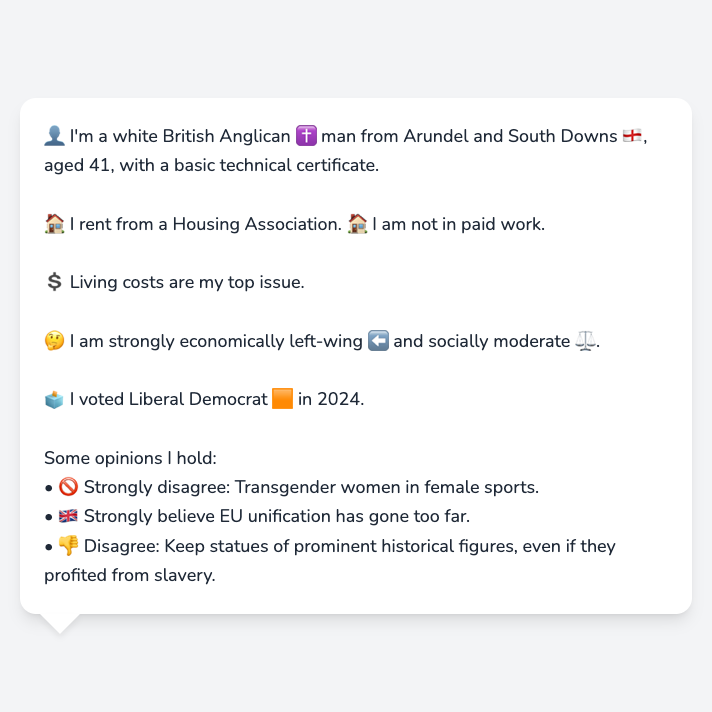 👤 I'm a white British Anglican ✝️ man from Arundel and South Downs 🏴󠁧󠁢󠁥󠁮󠁧󠁿,
aged 41, with a basic technical certificate.
🏠 I rent from a Housing Association. 🏠 I am not in paid work.
💲 Living costs are my top issue.
🤔 I am strongly economically left-wing ⬅️ and socially moderate ⚖️.
🗳️ I voted Liberal Democrat 🟧 in 2024.
Some opinions I hold:
• 🚫 Strongly disagree: Transgender women in female sports.
• 🇬🇧 Strongly believe EU unification has gone too far.
• 👎 Disagree: Keep statues of prominent historical figures, even if they
profited from slavery.